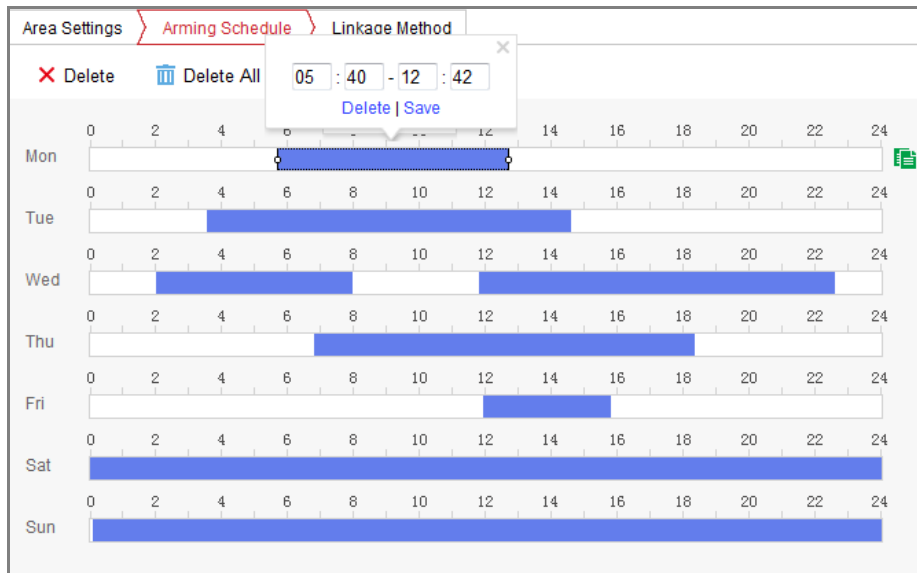 Area Settings Arming Schedule Linkage Method
Delete Delete All
05 : 40 - 12 : 42
Delete | Save
0 2 4 6 12 14 16 18 20 22 24
Mon
0 2 4 6 8 10 12 14 16 18 20 22 24
Tue
0 2 4 6 8 10 12 14 16 18 20 22 24
Wed
0 2 4 6 8 10 12 14 16 18 20 22 24
Thu
0 2 4 6 8 10 12 14 16 18 20 22 24
Fri
0 2 4 6 8 10 12 14 16 18 20 22 24
Sat
0 2 4 6 8 10 12 14 16 18 20 22 24
Sun